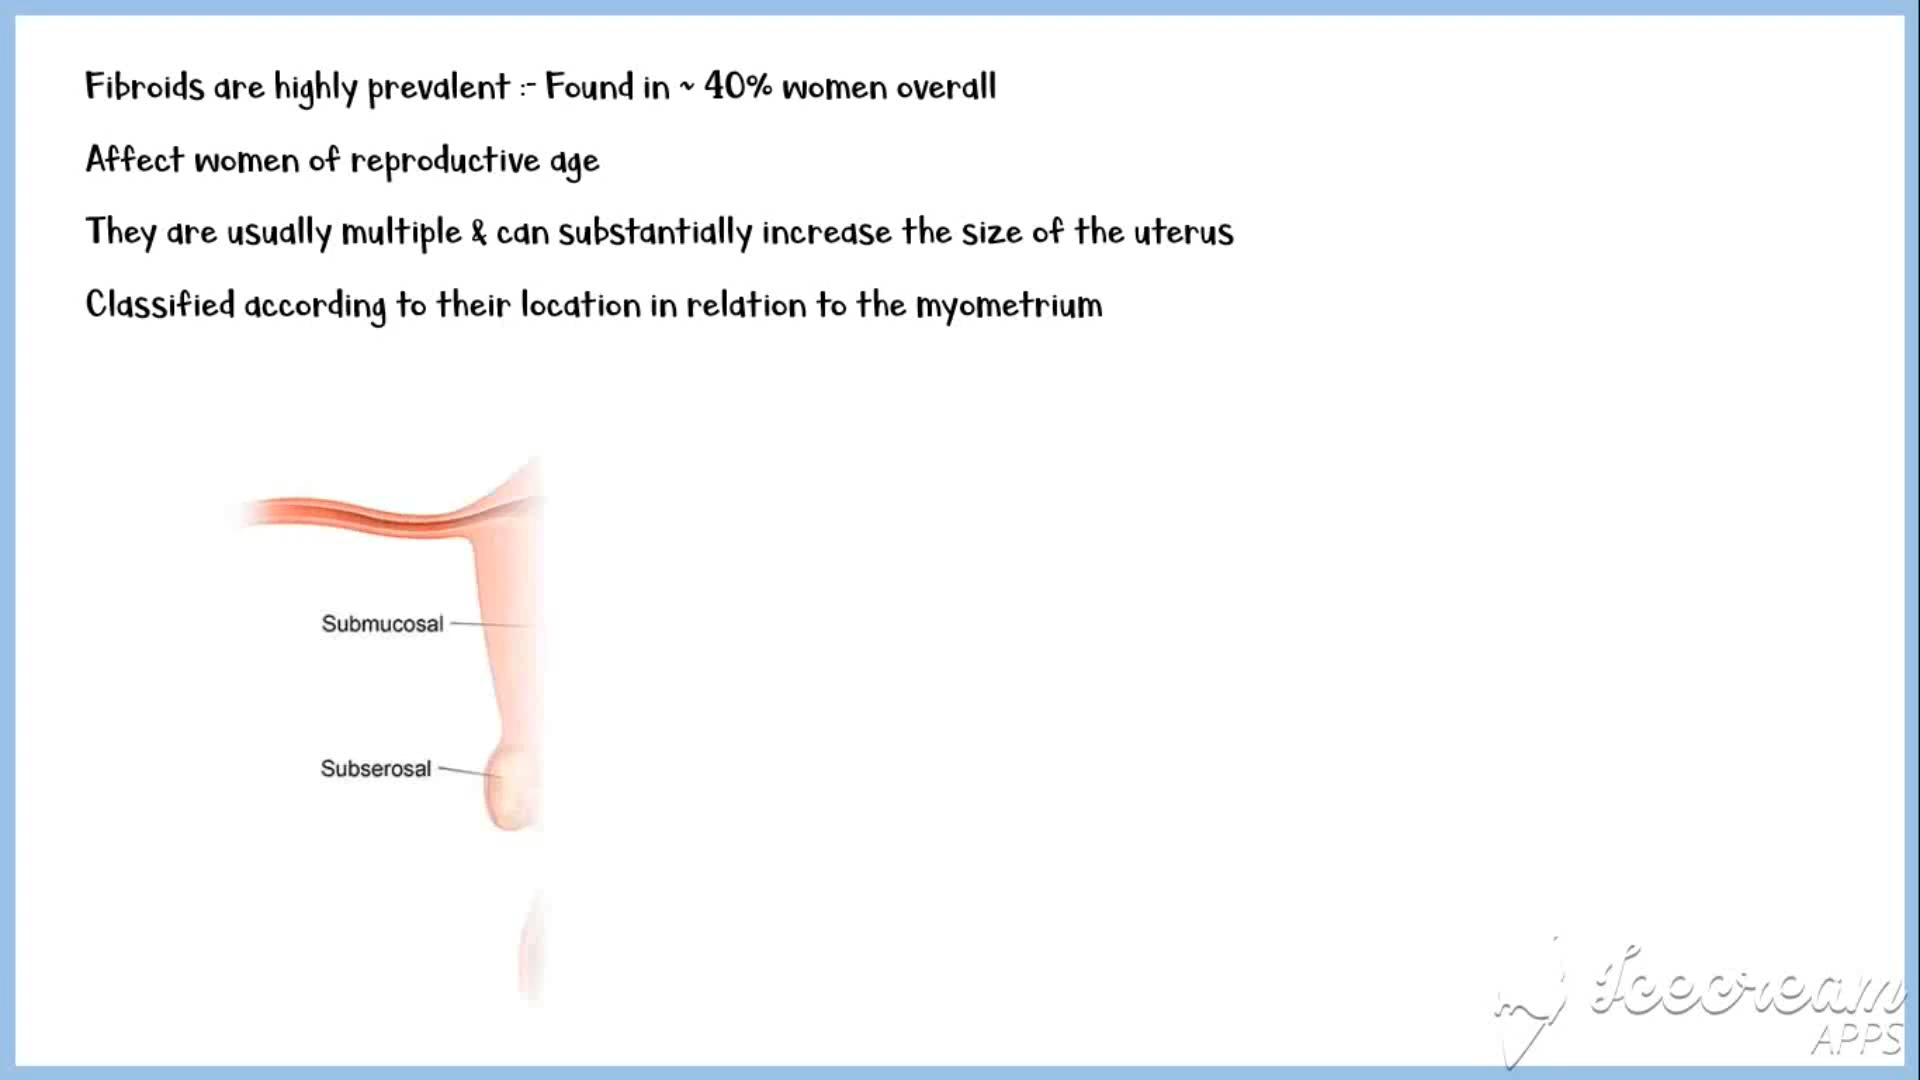 Fibroids are highly prevalent :- Found in ~ 40% women overall
Affect women of reproductive age
They are usually multiple & can substantially increase the size of the uterus
Classified according to their location in relation to the myometrium
Submucosal
Subserosal
Icecream
APPS